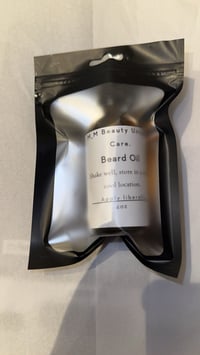 M.M Beauty
Care.
Beard Oil
Shake well, store in
cool location.
Apply
4oz